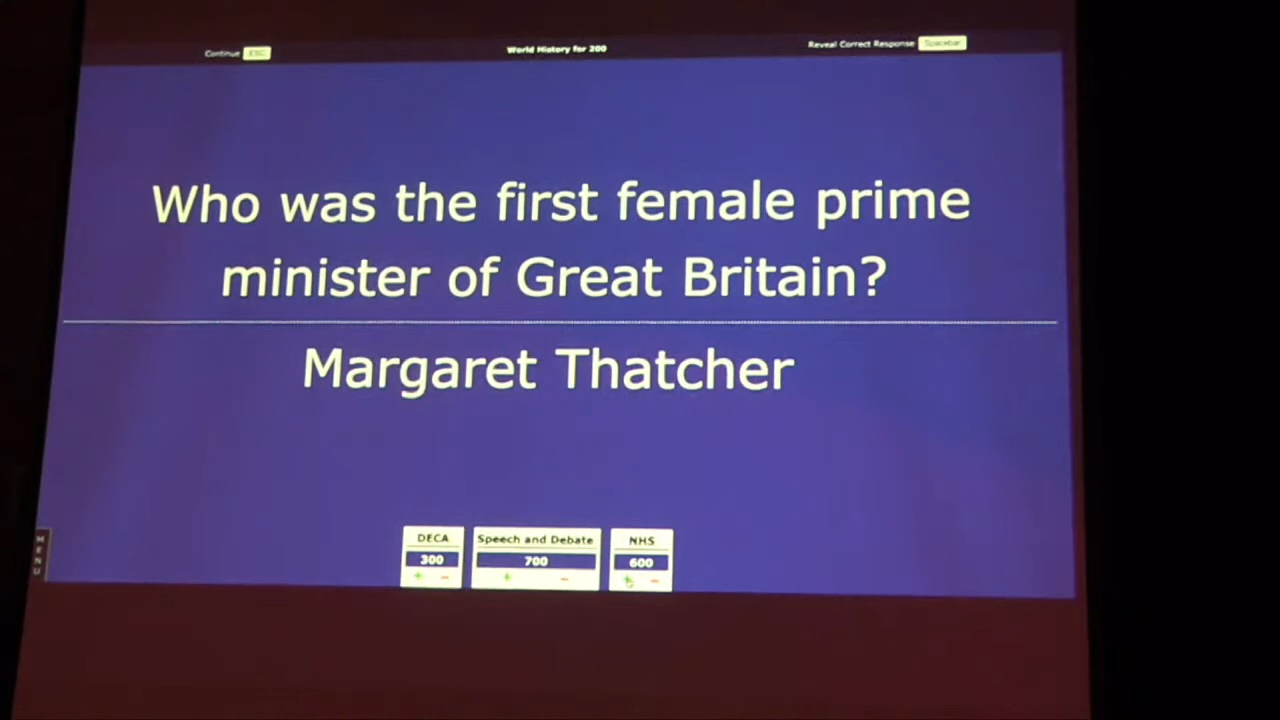 Continue ESC
World History for 200
Reveal Correct Response Spacebar
Who was the first female prime
minister of Great Britain?
Margaret Thatcher
MENU
DECA
300
+ -
Speech and Debate
700
+ -
NHS
600
+ -